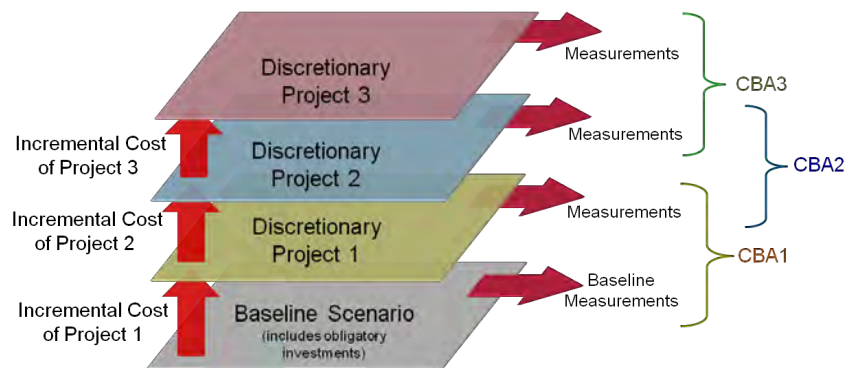 Discretionary
Project 3
Measurements
CBA3
Incremental Cost
of Project 3
Discretionary
Project 2
Measurements
CBA2
Incremental Cost
of Project 2
Discretionary
Project 1
Measurements
CBA1
Incremental Cost
of Project 1
Baseline Scenario
(includes obligatory
investments)
Baseline
Measurements